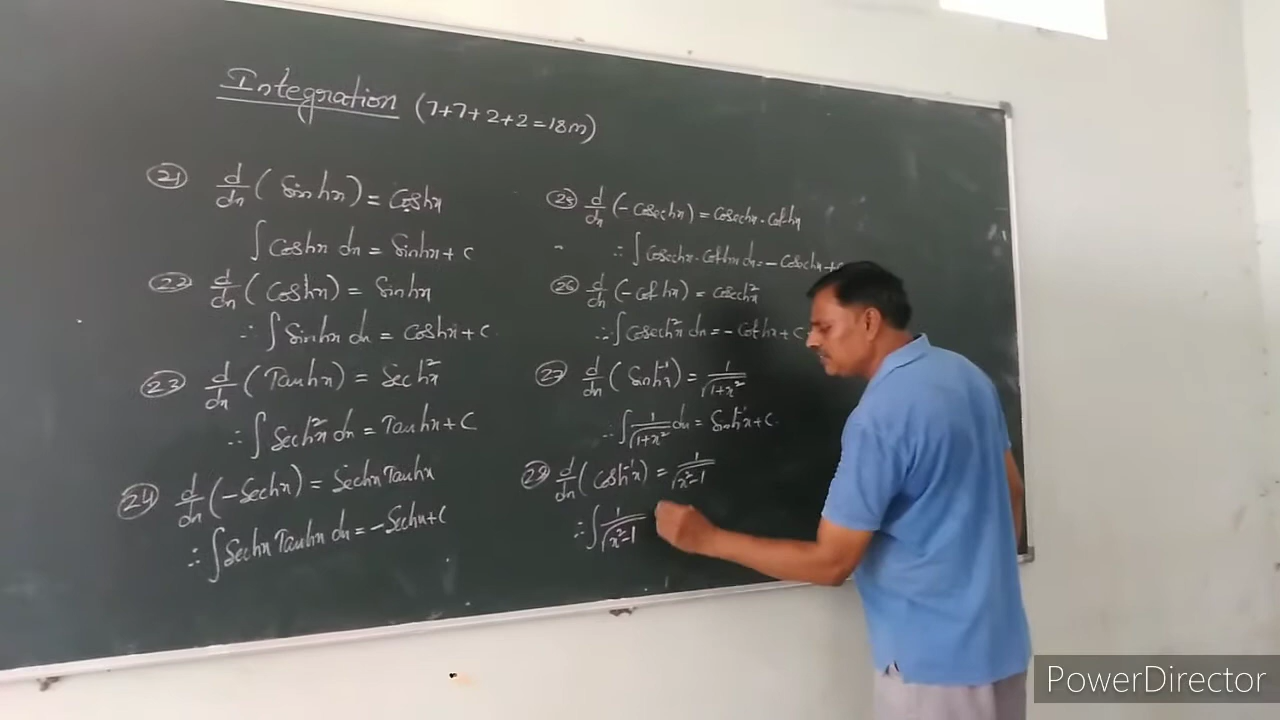 Integration (7+7+2+2=18m)
(21) d/dx (Sinhx) = Coshx
∫ Coshx dx = Sinhx + C
(22) d/dx (Coshx) = Sinhx
∴ ∫ Sinhx dx = Coshx + C
(23) d/dx (Tanhx) = Sech²x
∴ ∫ Sech²x dx = Tanhx + C
(24) d/dx (-Sechx) = Sechx Tanhx
∴ ∫ Sechx Tanhx dx = -Sechx + C
(25) d/dx (-Cosechx) = Cosechx . Cothx
∴ ∫ Cosechx . Cothx dx = - Cosechx + C
(26) d/dx (-Cothx) = Cosech²x
∴ ∫ Cosech²x dx = - Cothx + C
(27) d/dx (Sinh⁻¹x) = 1/√(1+x²)
∴ ∫ 1/√(1+x²) dx = Sinh⁻¹x + C
(28) d/dx (Cosh⁻¹x) = 1/√(x²-1)
∴ ∫ 1/√(x²-1)
PowerDirector